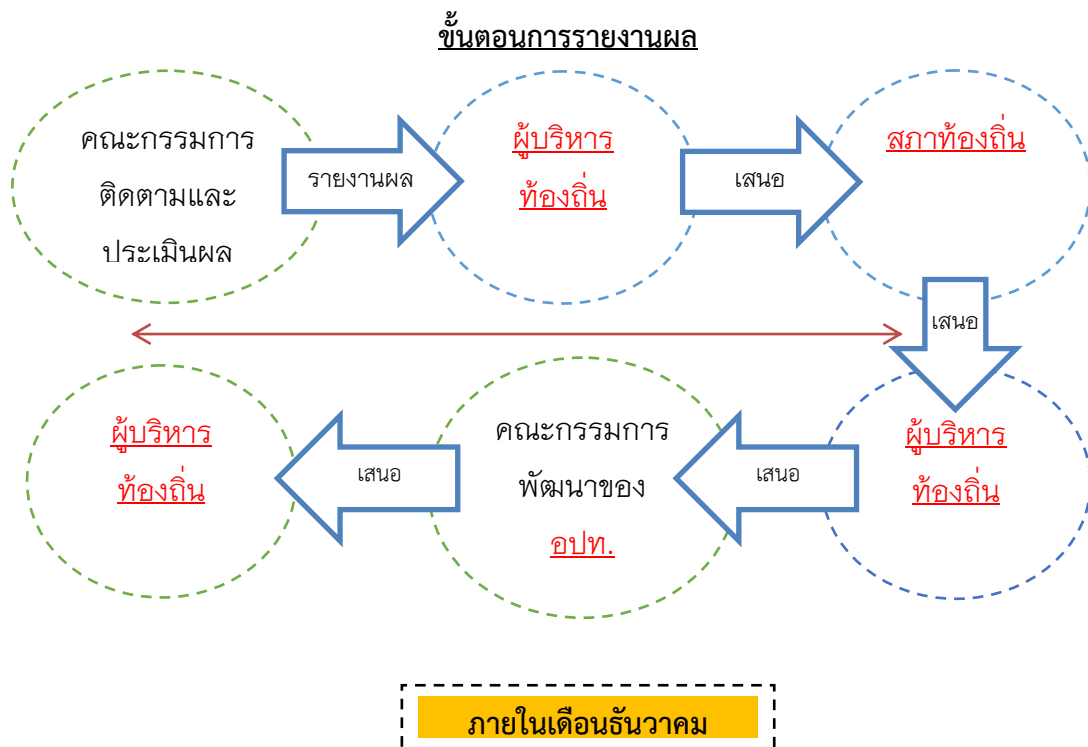 ขั้นตอนการรายงานผล
คณะกรรมการ
ติดตามและ
ประเมินผล
รายงานผล
ผู้บริหาร
ท้องถิ่น
เสนอ
สภาท้องถิ่น
เสนอ
ผู้บริหาร
ท้องถิ่น
เสนอ
คณะกรรมการ
พัฒนาของ
อปท.
เสนอ
ผู้บริหาร
ท้องถิ่น
ภายในเดือนธันวาคม